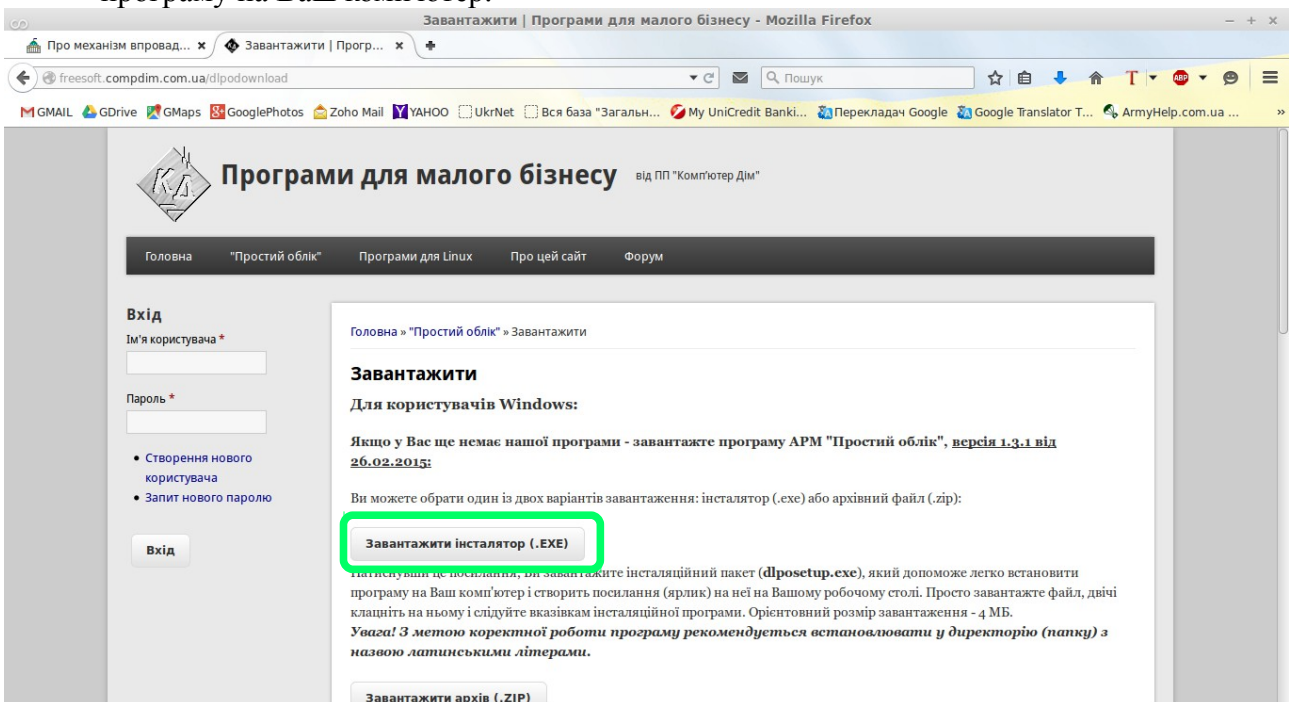 програму на Ваш комп'ютер.
Завантажити | Програми для малого бізнесу - Mozilla Firefox
Про механізм впровад...
Завантажити | Прогр...
freesoft.compdim.com.ua/dlpodownload
Пошук
ABP
GMAIL GDrive GMaps GooglePhotos Zoho Mail YAHOO UkrNet Вся база "Загальн... My UniCredit Banki... Перекладач Google Google Translator T... ArmyHelp.com.ua ... »
Програми для малого бізнесу від ПП "Комп'ютер Дім"
Головна "Простий облік" Програми для Linux Про цей сайт Форум
Вхід
Ім'я користувача *
Пароль *
Створення нового
користувача
Запит нового паролю
Вхід
Головна » "Простий облік" » Завантажити
Завантажити
Для користувачів Windows:
Якщо у Вас ще немає нашої програми - завантажте програму АРМ "Простий облік", версія 1.3.1 від
26.02.2015:
Ви можете обрати один із двох варіантів завантаження: інсталятор (.exe) або архівний файл (.zip):
Завантажити інсталятор (.EXE)
Натиснувши це посилання, Ви завантажите інсталяційний пакет (dlposetup.exe), який допоможе легко встановити
програму на Ваш комп'ютер і створить посилання (ярлик) на неї на Вашому робочому столі. Просто завантажте файл, двічі
клацніть на ньому і слідуйте вказівкам інсталяційної програми. Орієнтовний розмір завантаження - 4 МБ.
Увага! З метою коректної роботи програму рекомендується встановлювати у директорію (папку) з
назвою латинськими літерами.
Завантажити архів (.ZIP)